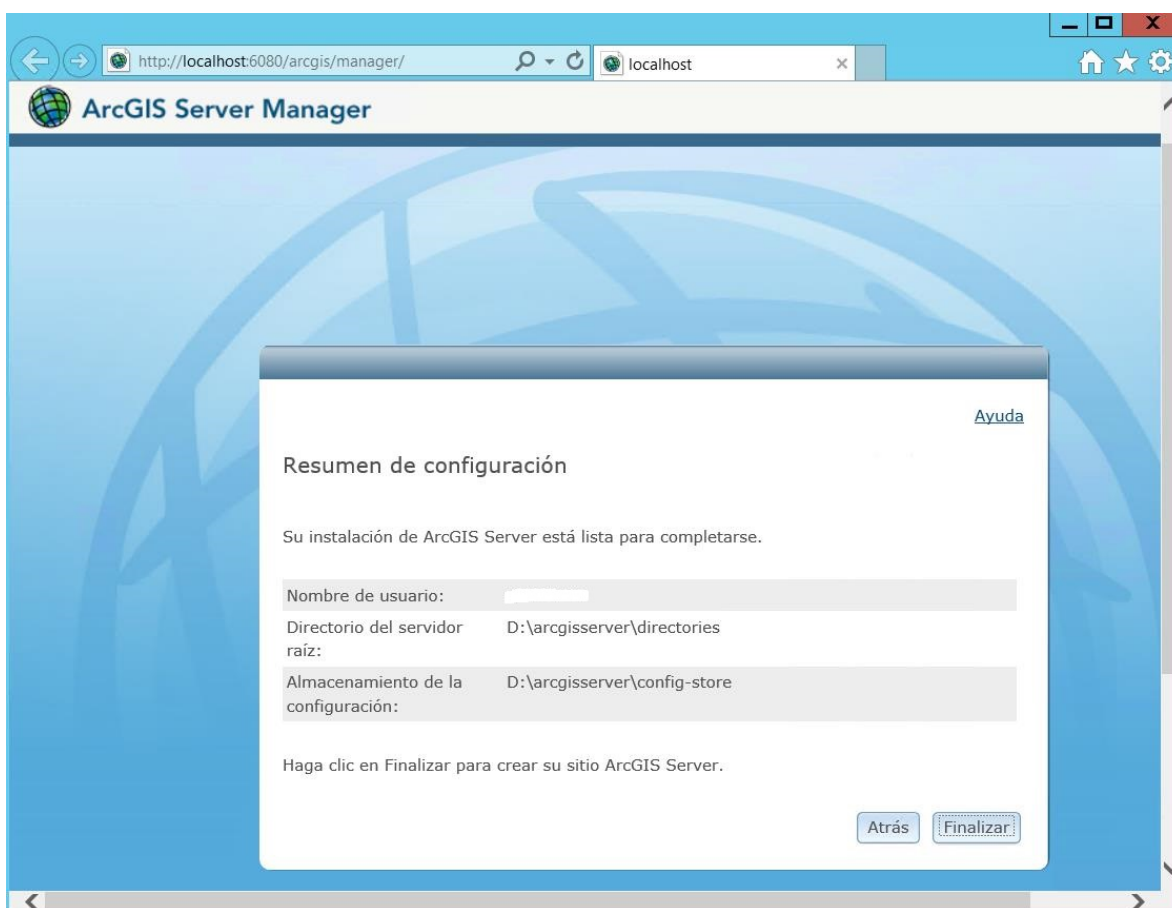 http://localhost:6080/arcgis/manager/
localhost
ArcGIS Server Manager
Ayuda
Resumen de configuración
Su instalación de ArcGIS Server está lista para completarse.
Nombre de usuario:
Directorio del servidor D:\arcgisserver\directories
raíz:
Almacenamiento de la D:\arcgisserver\config-store
configuración:
Haga clic en Finalizar para crear su sitio ArcGIS Server.
Atrás Finalizar